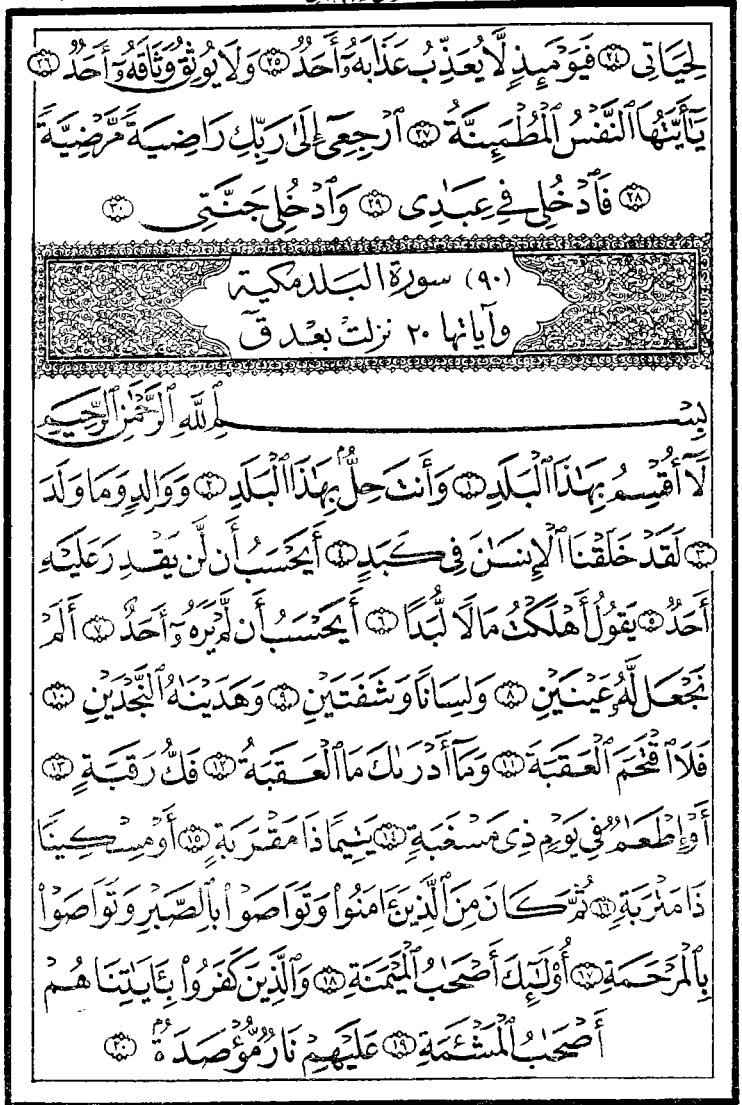 لِحَيَاتِى ٢٤ فَيَوْمَئِذٍ لَّا يُعَذِّبُ عَذَابَهُۥٓ أَحَدٌ ٢٥ وَلَا يُوثِقُ وَثَاقَهُۥٓ أَحَدٌ ٢٦
يَـٰٓأَيَّتُهَا ٱلنَّفْسُ ٱلْمُطْمَئِنَّةُ ٢٧ ٱرْجِعِىٓ إِلَىٰ رَبِّكِ رَاضِيَةً مَّرْضِيَّةً
٢٨ فَٱدْخُلِى فِى عِبَـٰدِى ٢٩ وَٱدْخُلِى جَنَّتِى ٣٠
(٩٠) سورة البلد مكية
وآياتها ٢٠ نزلت بعد ق
بِسْمِ ٱللَّهِ ٱلرَّحْمَـٰنِ ٱلرَّحِيمِ
لَآ أُقْسِمُ بِهَـٰذَا ٱلْبَلَدِ ١ وَأَنتَ حِلٌّۢ بِهَـٰذَا ٱلْبَلَدِ ٢ وَوَالِدٍ وَمَا وَلَدَ
٣ لَقَدْ خَلَقْنَا ٱلْإِنسَـٰنَ فِى كَبَدٍ ٤ أَيَحْسَبُ أَن لَّن يَقْدِرَ عَلَيْهِ
أَحَدٌ ٥ يَقُولُ أَهْلَكْتُ مَالًا لُّبَدًا ٦ أَيَحْسَبُ أَن لَّمْ يَرَهُۥٓ أَحَدٌ ٧ أَلَمْ
نَجْعَل لَّهُۥ عَيْنَيْنِ ٨ وَلِسَانًا وَشَفَتَيْنِ ٩ وَهَدَيْنَـٰهُ ٱلنَّجْدَيْنِ ١٠
فَلَا ٱقْتَحَمَ ٱلْعَقَبَةَ ١١ وَمَآ أَدْرَىٰكَ مَا ٱلْعَقَبَةُ ١٢ فَكُّ رَقَبَةٍ ١٣
أَوْ إِطْعَـٰمٌ فِى يَوْمٍ ذِى مَسْغَبَةٍ ١٤ يَتِيمًا ذَا مَقْرَبَةٍ ١٥ أَوْ مِسْكِينًا
ذَا مَتْرَبَةٍ ١٦ ثُمَّ كَانَ مِنَ ٱلَّذِينَ ءَامَنُوا۟ وَتَوَاصَوْا۟ بِٱلصَّبْرِ وَتَوَاصَوْا۟
بِٱلْمَرْحَمَةِ ١٧ أُو۟لَـٰٓئِكَ أَصْحَـٰبُ ٱلْمَيْمَنَةِ ١٨ وَٱلَّذِينَ كَفَرُوا۟ بِـَٔايَـٰتِنَا هُمْ
أَصْحَـٰبُ ٱلْمَشْـَٔمَةِ ١٩ عَلَيْهِمْ نَارٌ مُّؤْصَدَةٌۢ ٢٠